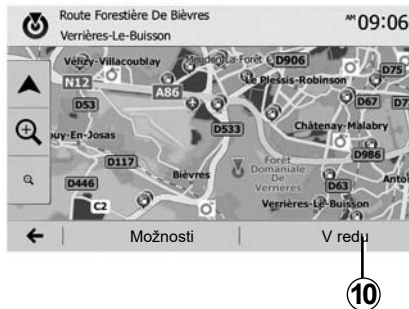 Route Forestière De Bièvres
Verrières-Le-Buisson
AM 09:06
Vélizy-Villacoublay
Meudon-La-Forêt
D906
Le Plessis-Robinson
D75
N12
A86
D53
D67
D533
Châtenay-Malabry
ouy-En-Josas
D986
D117
Forêt
Domaniale
De
Verrières
Bièvres
D446
D63
Anto
C2
Verrières-Le-Buisson
Možnosti
V redu
10